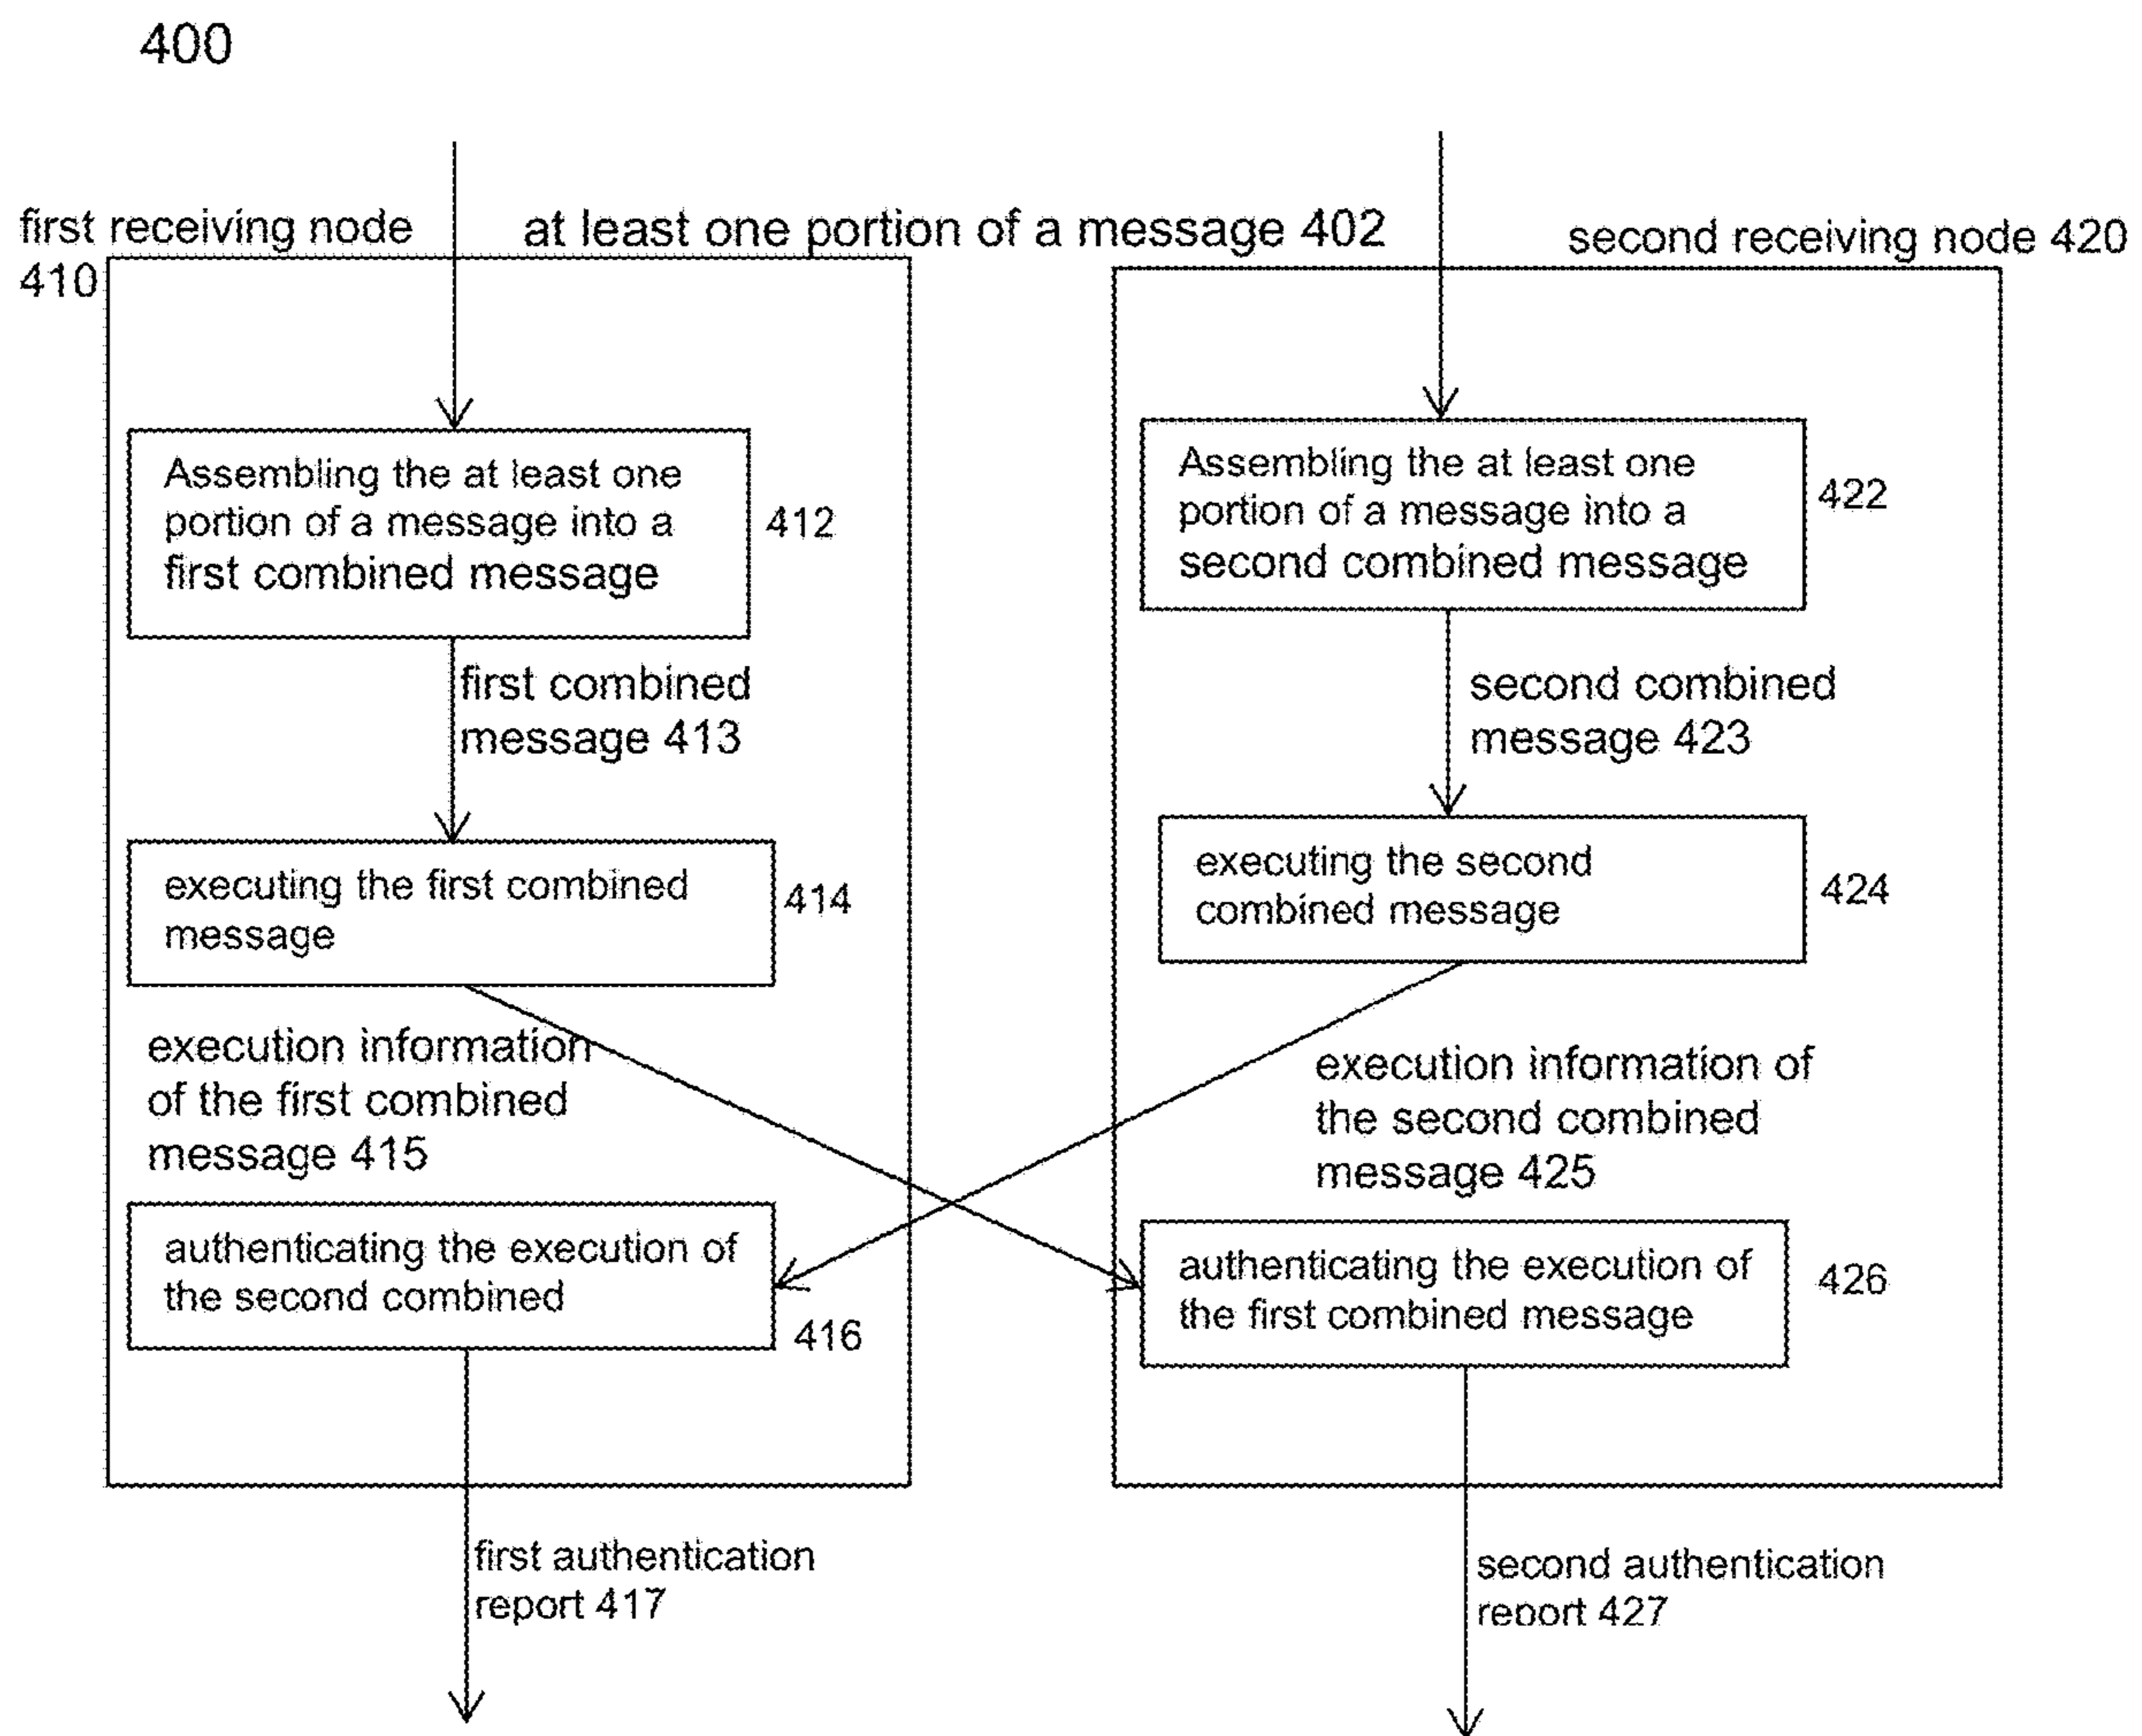 400
first receiving node
410
at least one portion of a message 402
second receiving node 420
Assembling the at least one
portion of a message into a
first combined message
412
Assembling the at least one
portion of a message into a
second combined message
422
first combined
message 413
second combined
message 423
executing the first combined
message
414
executing the second
combined message
424
execution information
of the first combined
message 415
execution information of
the second combined
message 425
authenticating the execution of
the second combined
416
authenticating the execution of
the first combined message
426
first authentication
report 417
second authentication
report 427